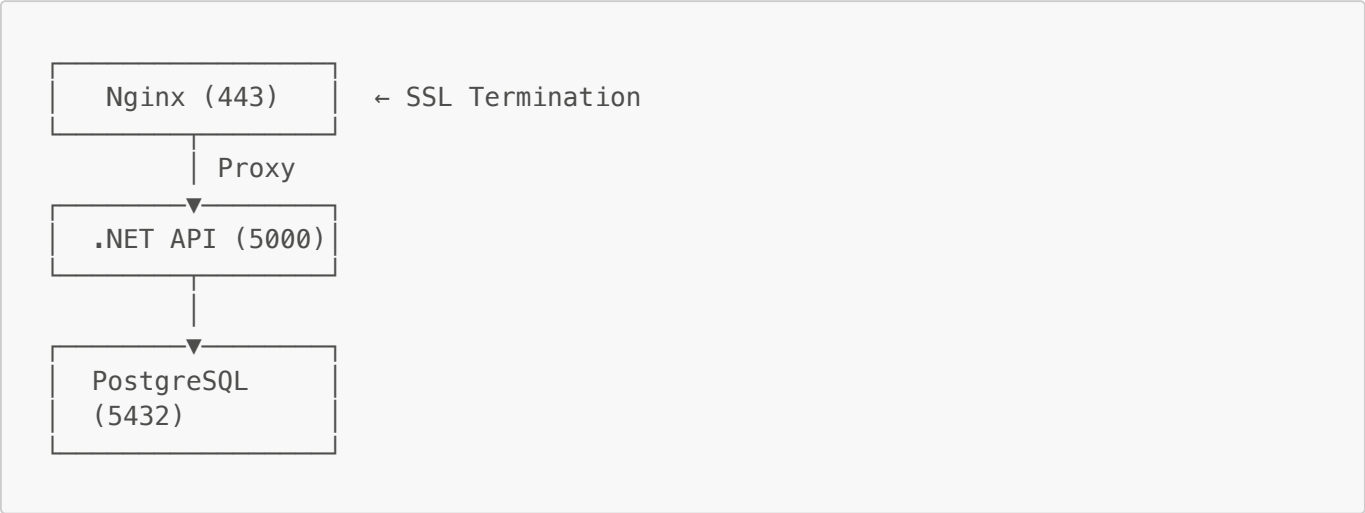 Nginx (443) ← SSL Termination
Proxy
.NET API (5000)
PostgreSQL
(5432)